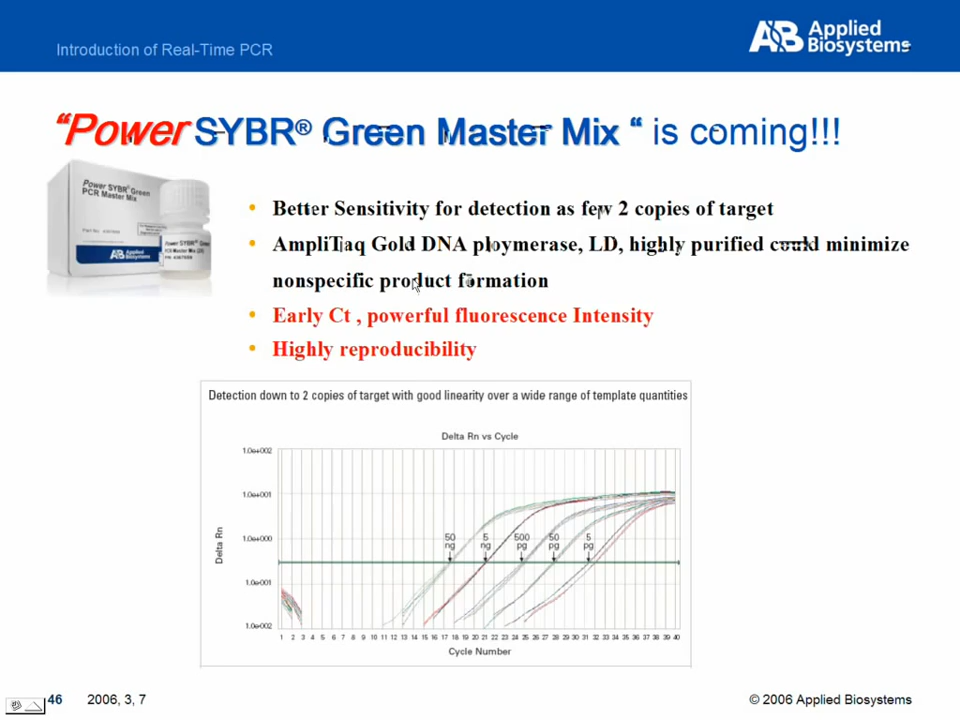 Introduction of Real-Time PCR
AB Applied
Biosystems
“Power SYBR® Green Master Mix “ is coming!!!
Power SYBR® Green
PCR Master Mix
AB Applied
Biosystems
Power SYBR® Green
• Better Sensitivity for detection as few 2 copies of target
• AmpliTaq Gold DNA ploymerase, LD, highly purified could minimize
nonspecific product formation
• Early Ct , powerful fluorescence Intensity
• Highly reproducibility
Detection down to 2 copies of target with good linearity over a wide range of template quantities
Delta Rn vs Cycle
1.0e+002
1.0e+001
1.0e+000
1.0e-001
1.0e-002
Delta Rn
50 5 500 50 5
ng ng pg pg pg
1 2 3 4 5 6 7 8 9 10 11 12 13 14 15 16 17 18 19 20 21 22 23 24 25 26 27 28 29 30 31 32 33 34 35 36 37 38 39 40
Cycle Number
46 2006, 3, 7
© 2006 Applied Biosystems